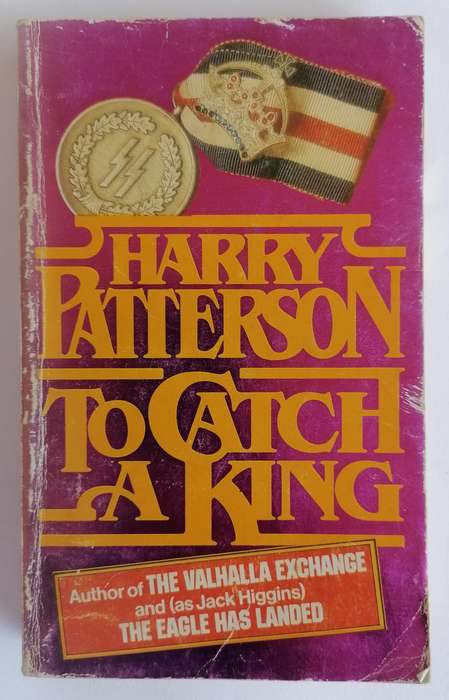 HARRY
PATTERSON
TO CATCH
A KING
Author of THE VALHALLA EXCHANGE
and (as Jack Higgins)
THE EAGLE HAS LANDED